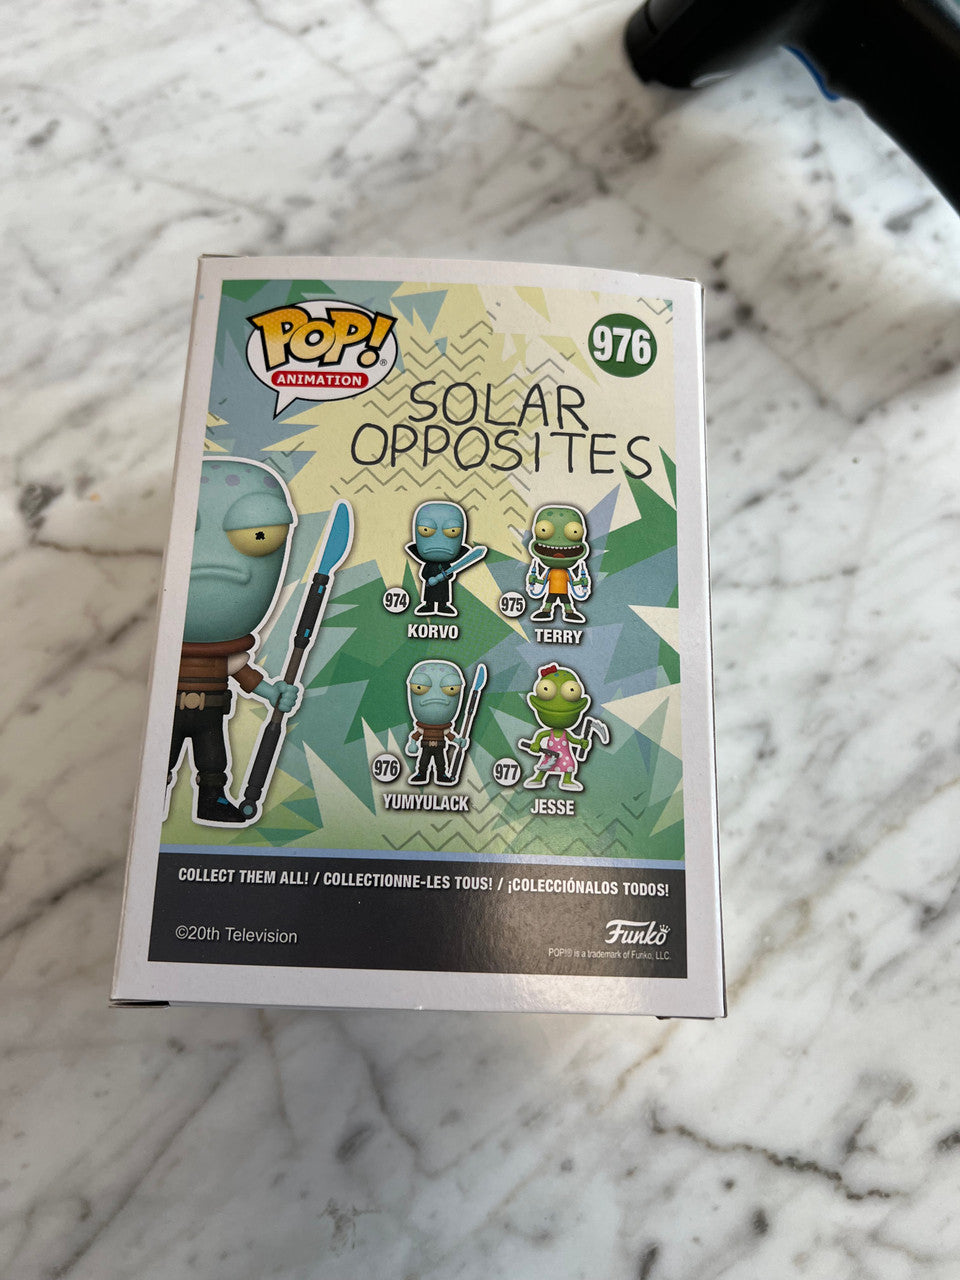 POP!®
ANIMATION
976
SOLAR
OPPOSITES
974
KORVO
975
TERRY
976
YUMYULACK
977
JESSE
COLLECT THEM ALL! / COLLECTIONNE-LES TOUS! / ¡COLECCIÓNALOS TODOS!
©20th Television
Funko
POP!® is a trademark of Funko, LLC.